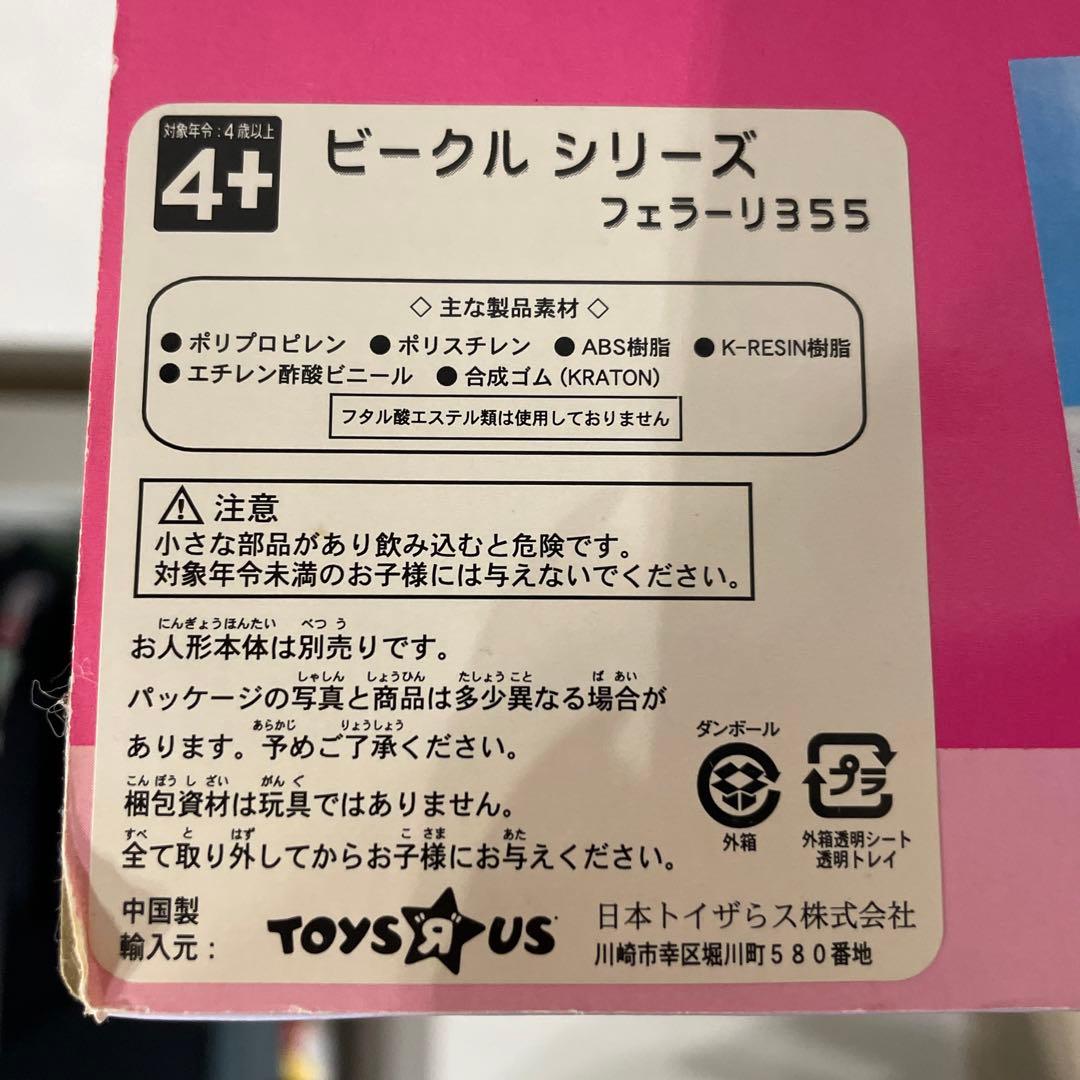 対象年令：4歳以上
4+
ビークル シリーズ
フェラーリ355
◇ 主な製品素材 ◇
● ポリプロピレン ● ポリスチレン ● ABS樹脂 ● K-RESIN樹脂
● エチレン酢酸ビニール ● 合成ゴム (KRATON)
フタル酸エステル類は使用しておりません
注意
小さな部品があり飲み込むと危険です。
対象年令未満のお子様には与えないでください。
にんぎょうほんたい べつ う
お人形本体は別売りです。
しゃしん しょうひん たしょうこと ば あい
パッケージの写真と商品は多少異なる場合が
あらかじ りょうしょう
あります。予めご了承ください。
こん ぽう し ざい がん ぐ
梱包資材は玩具ではありません。
すべ と はず こ さま あた
全て取り外してからお子様にお与えください。
ダンボール
外箱
プラ
外箱透明シート
透明トレイ
中国製
輸入元：
TOYS R US
日本トイザらス株式会社
川崎市幸区堀川町580番地